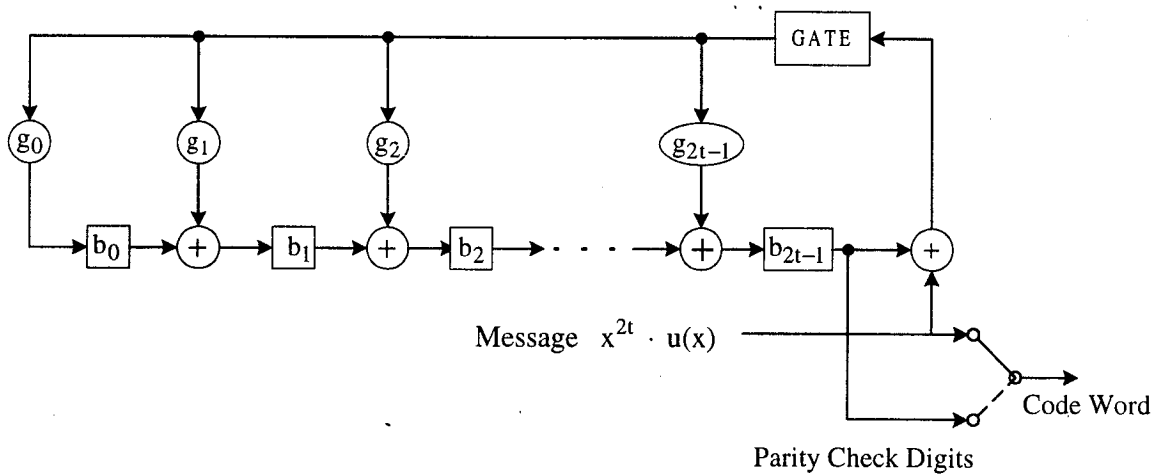 GATE
g₀ g₁ g₂ g₂ₜ₋₁
b₀ + b₁ + b₂ + b₂ₜ₋₁ +
Message x²ᵗ · u(x)
Code Word
Parity Check Digits